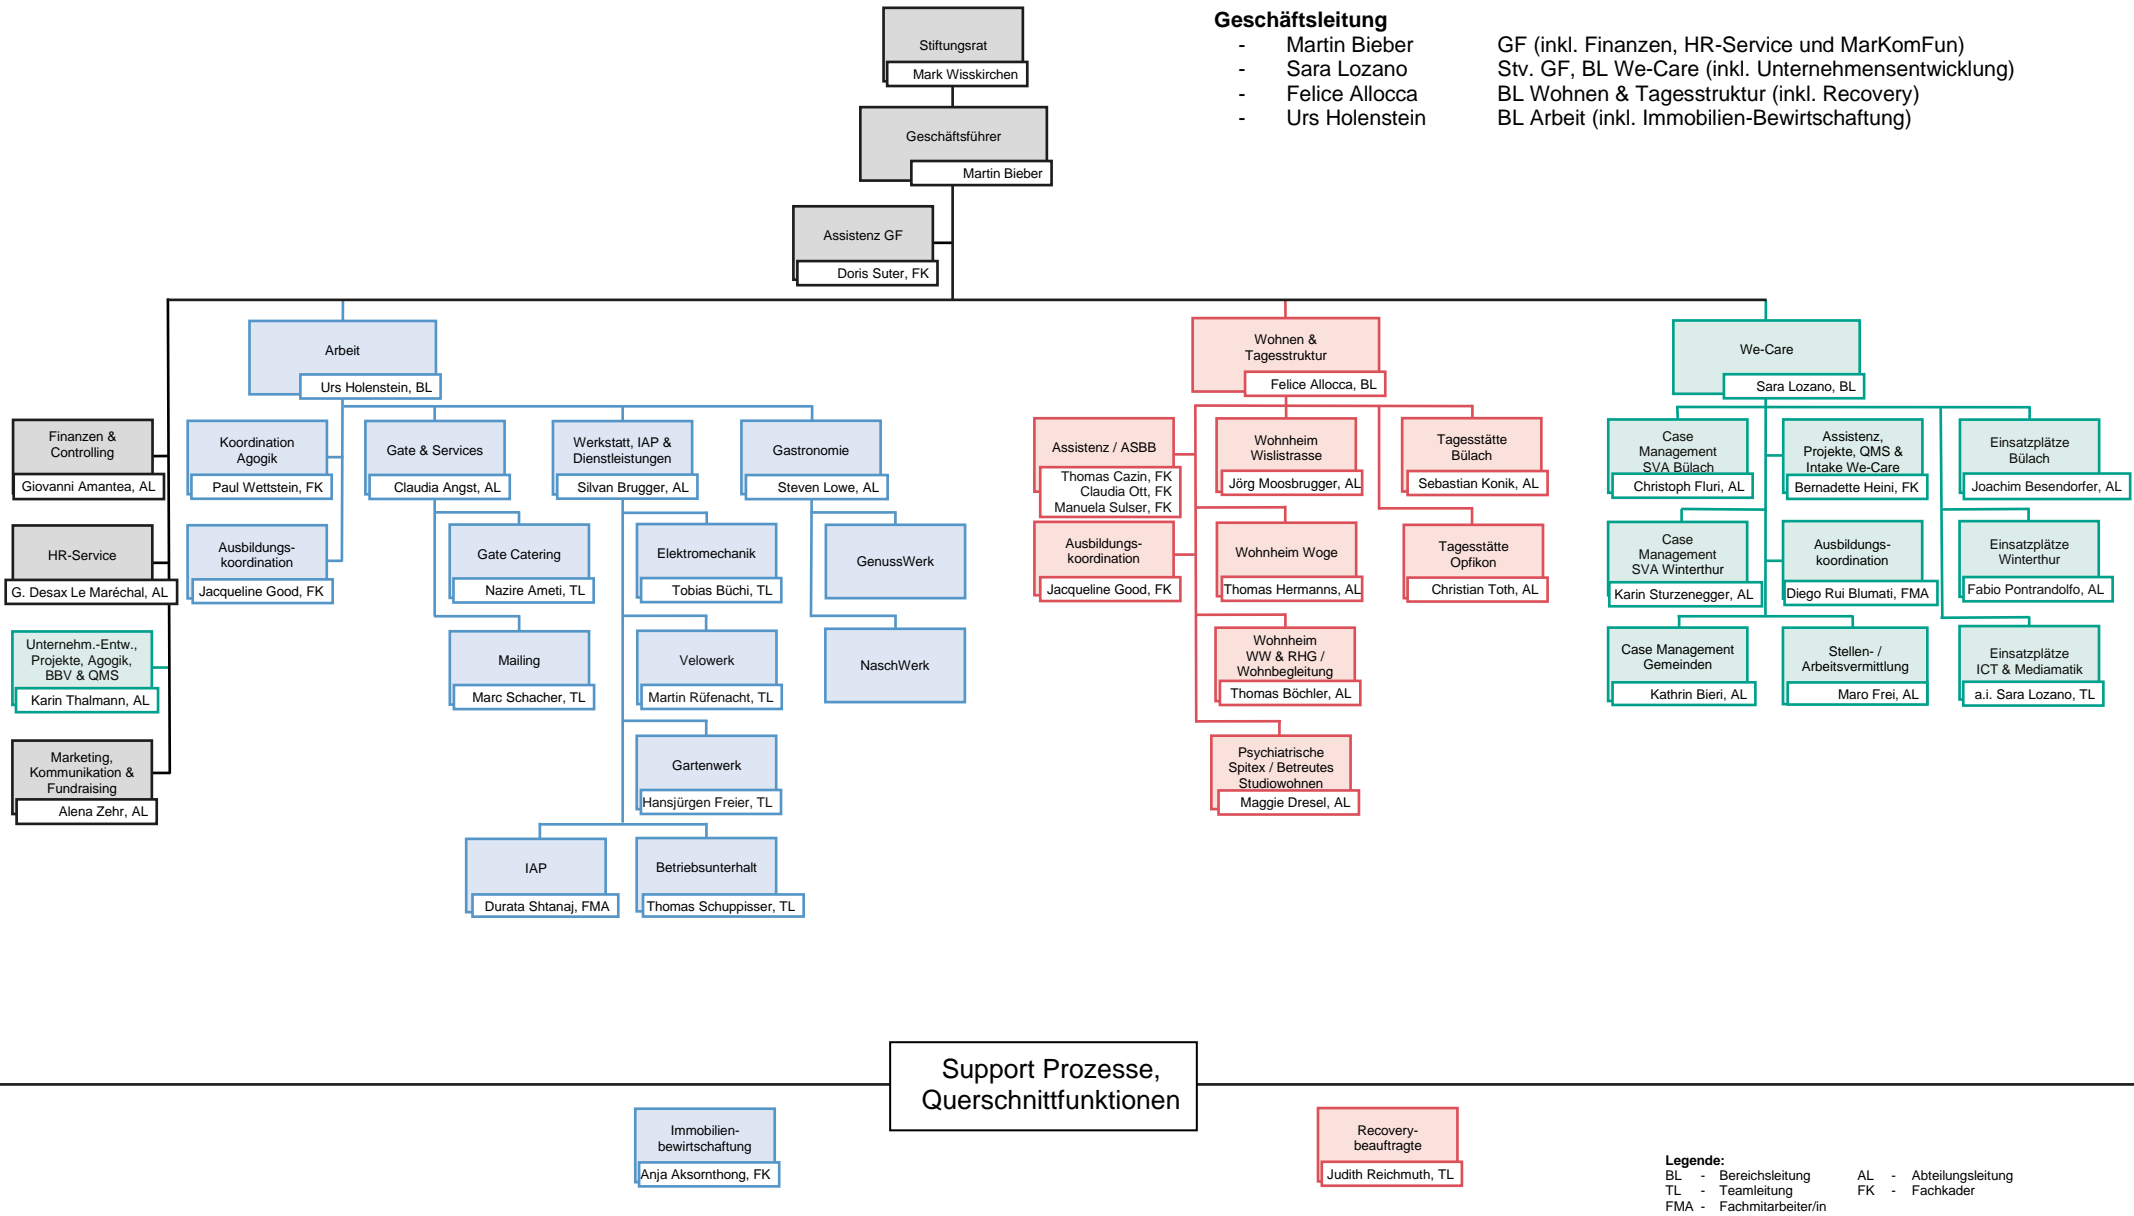 Geschäftsleitung
- Martin Bieber GF (inkl. Finanzen, HR-Service und MarKomFun)
- Sara Lozano Stv. GF, BL We-Care (inkl. Unternehmensentwicklung)
- Felice Allocca BL Wohnen & Tagesstruktur (inkl. Recovery)
- Urs Holenstein BL Arbeit (inkl. Immobilien-Bewirtschaftung)
Stiftungsrat
Mark Wisskirchen
Geschäftsführer
Martin Bieber
Assistenz GF
Doris Suter, FK
Finanzen &
Controlling
Giovanni Amantea, AL
HR-Service
G. Desax Le Maréchal, AL
Unternehm.-Entw.,
Projekte, Agogik,
BBV & QMS
Karin Thalmann, AL
Marketing,
Kommunikation &
Fundraising
Alena Zehr, AL
Arbeit
Urs Holenstein, BL
Koordination
Agogik
Paul Wettstein, FK
Ausbildungs-
koordination
Jacqueline Good, FK
Gate & Services
Claudia Angst, AL
Gate Catering
Nazire Ameti, TL
Mailing
Marc Schacher, TL
Werkstatt, IAP &
Dienstleistungen
Silvan Brugger, AL
Elektromechanik
Tobias Büchi, TL
Velowerk
Martin Rüfenacht, TL
Gartenwerk
Hansjürgen Freier, TL
IAP
Durata Shtanaj, FMA
Betriebsunterhalt
Thomas Schuppisser, TL
Gastronomie
Steven Lowe, AL
GenussWerk
NaschWerk
Wohnen &
Tagesstruktur
Felice Allocca, BL
Assistenz / ASBB
Thomas Cazin, FK
Claudia Ott, FK
Manuela Sulser, FK
Ausbildungs-
koordination
Jacqueline Good, FK
Wohnheim
Wislistrasse
Jörg Moosbrugger, AL
Wohnheim Woge
Thomas Hermanns, AL
Wohnheim
WW & RHG /
Wohnbegleitung
Thomas Böchler, AL
Psychiatrische
Spitex / Betreutes
Studiowohnen
Maggie Dresel, AL
Tagesstätte
Bülach
Sebastian Konik, AL
Tagesstätte
Opfikon
Christian Toth, AL
We-Care
Sara Lozano, BL
Case
Management
SVA Bülach
Christoph Fluri, AL
Case
Management
SVA Winterthur
Karin Sturzenegger, AL
Case Management
Gemeinden
Kathrin Bieri, AL
Assistenz,
Projekte, QMS &
Intake We-Care
Bernadette Heini, FK
Ausbildungs-
koordination
Diego Rui Blumati, FMA
Stellen- /
Arbeitsvermittlung
Maro Frei, AL
Einsatzplätze
Bülach
Joachim Besendorfer, AL
Einsatzplätze
Winterthur
Fabio Pontrandolfo, AL
Einsatzplätze
ICT & Mediamatik
a.i. Sara Lozano, TL
Support Prozesse,
Querschnittfunktionen
Immobilien-
bewirtschaftung
Anja Aksornthong, FK
Recovery-
beauftragte
Judith Reichmuth, TL
Legende:
BL - Bereichsleitung AL - Abteilungsleitung
TL - Teamleitung FK - Fachkader
FMA - Fachmitarbeiter/in